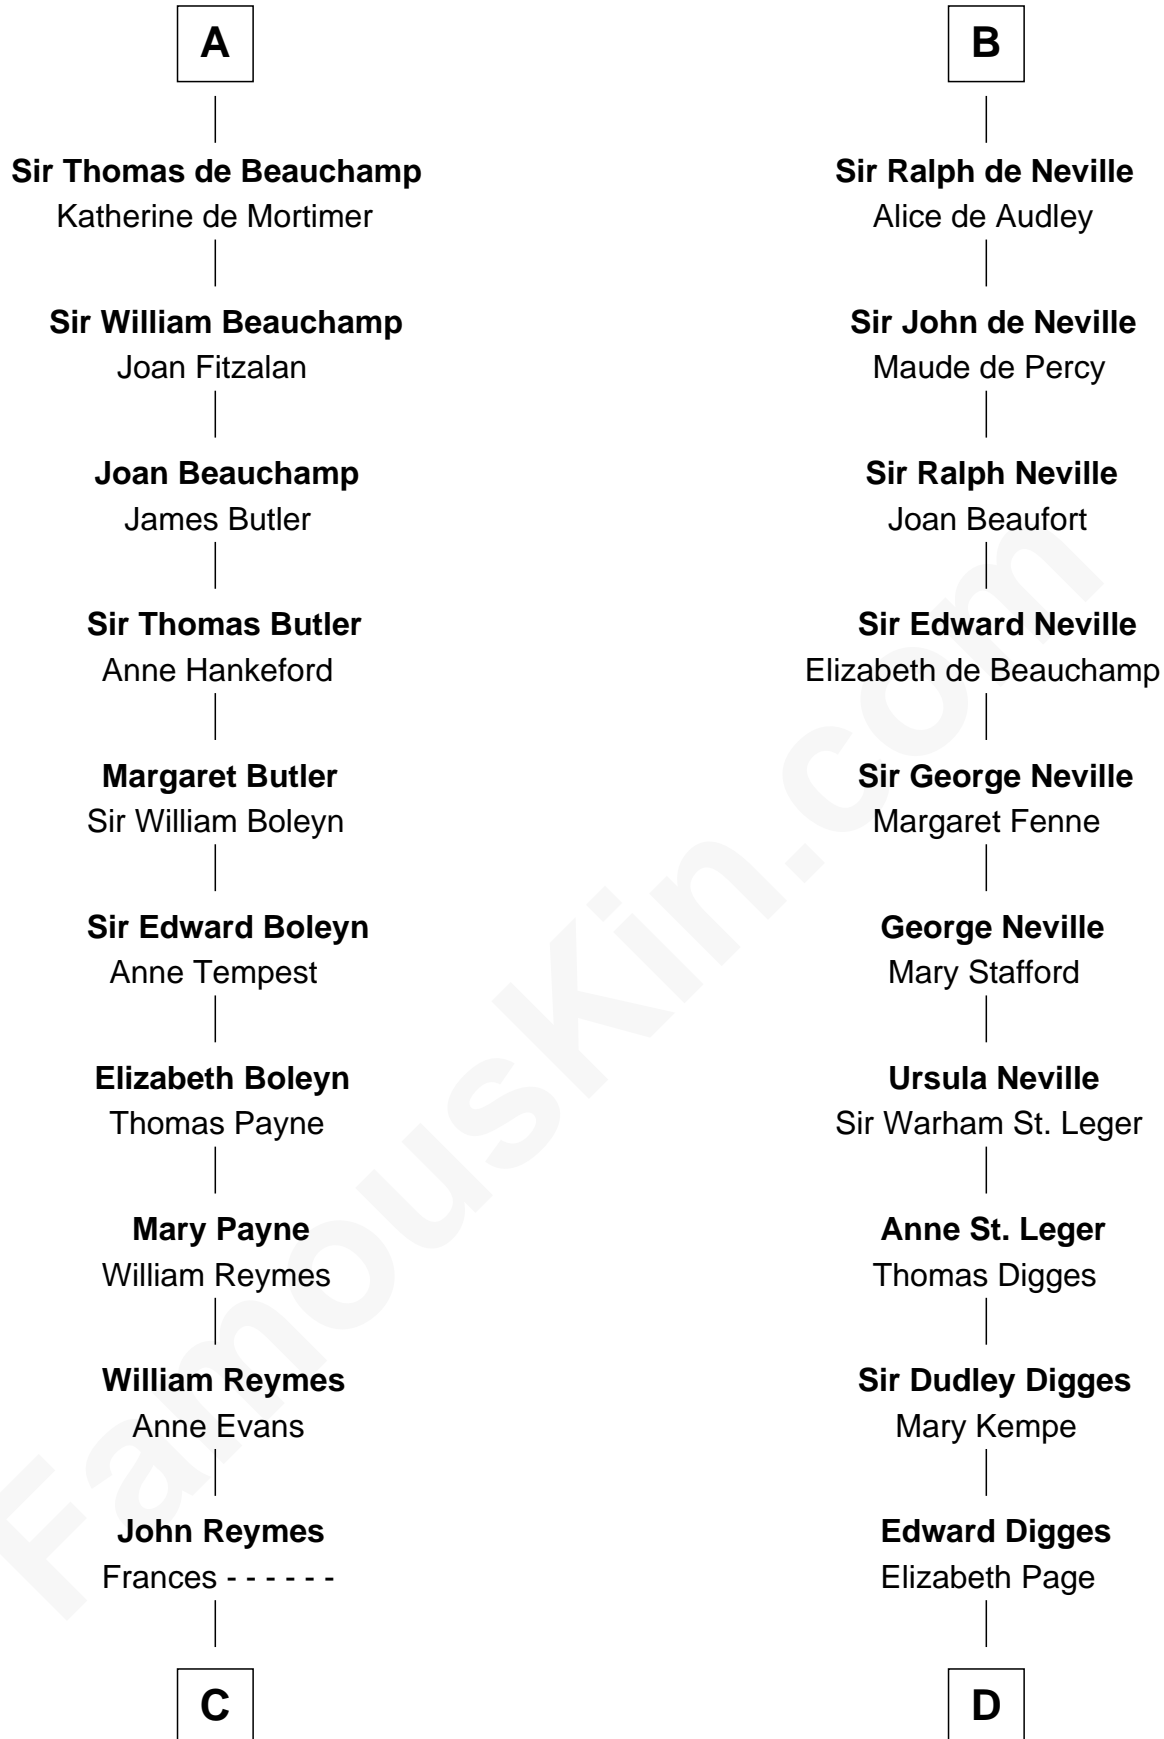 A
Sir Thomas de Beauchamp
Katherine de Mortimer
Sir William Beauchamp
Joan Fitzalan
Joan Beauchamp
James Butler
Sir Thomas Butler
Anne Hankeford
Margaret Butler
Sir William Boleyn
Sir Edward Boleyn
Anne Tempest
Elizabeth Boleyn
Thomas Payne
Mary Payne
William Reymes
William Reymes
Anne Evans
John Reymes
Frances - - - - - -
C
B
Sir Ralph de Neville
Alice de Audley
Sir John de Neville
Maude de Percy
Sir Ralph Neville
Joan Beaufort
Sir Edward Neville
Elizabeth de Beauchamp
Sir George Neville
Margaret Fenne
George Neville
Mary Stafford
Ursula Neville
Sir Warham St. Leger
Anne St. Leger
Thomas Digges
Sir Dudley Digges
Mary Kempe
Edward Digges
Elizabeth Page
D
FamousKin.com